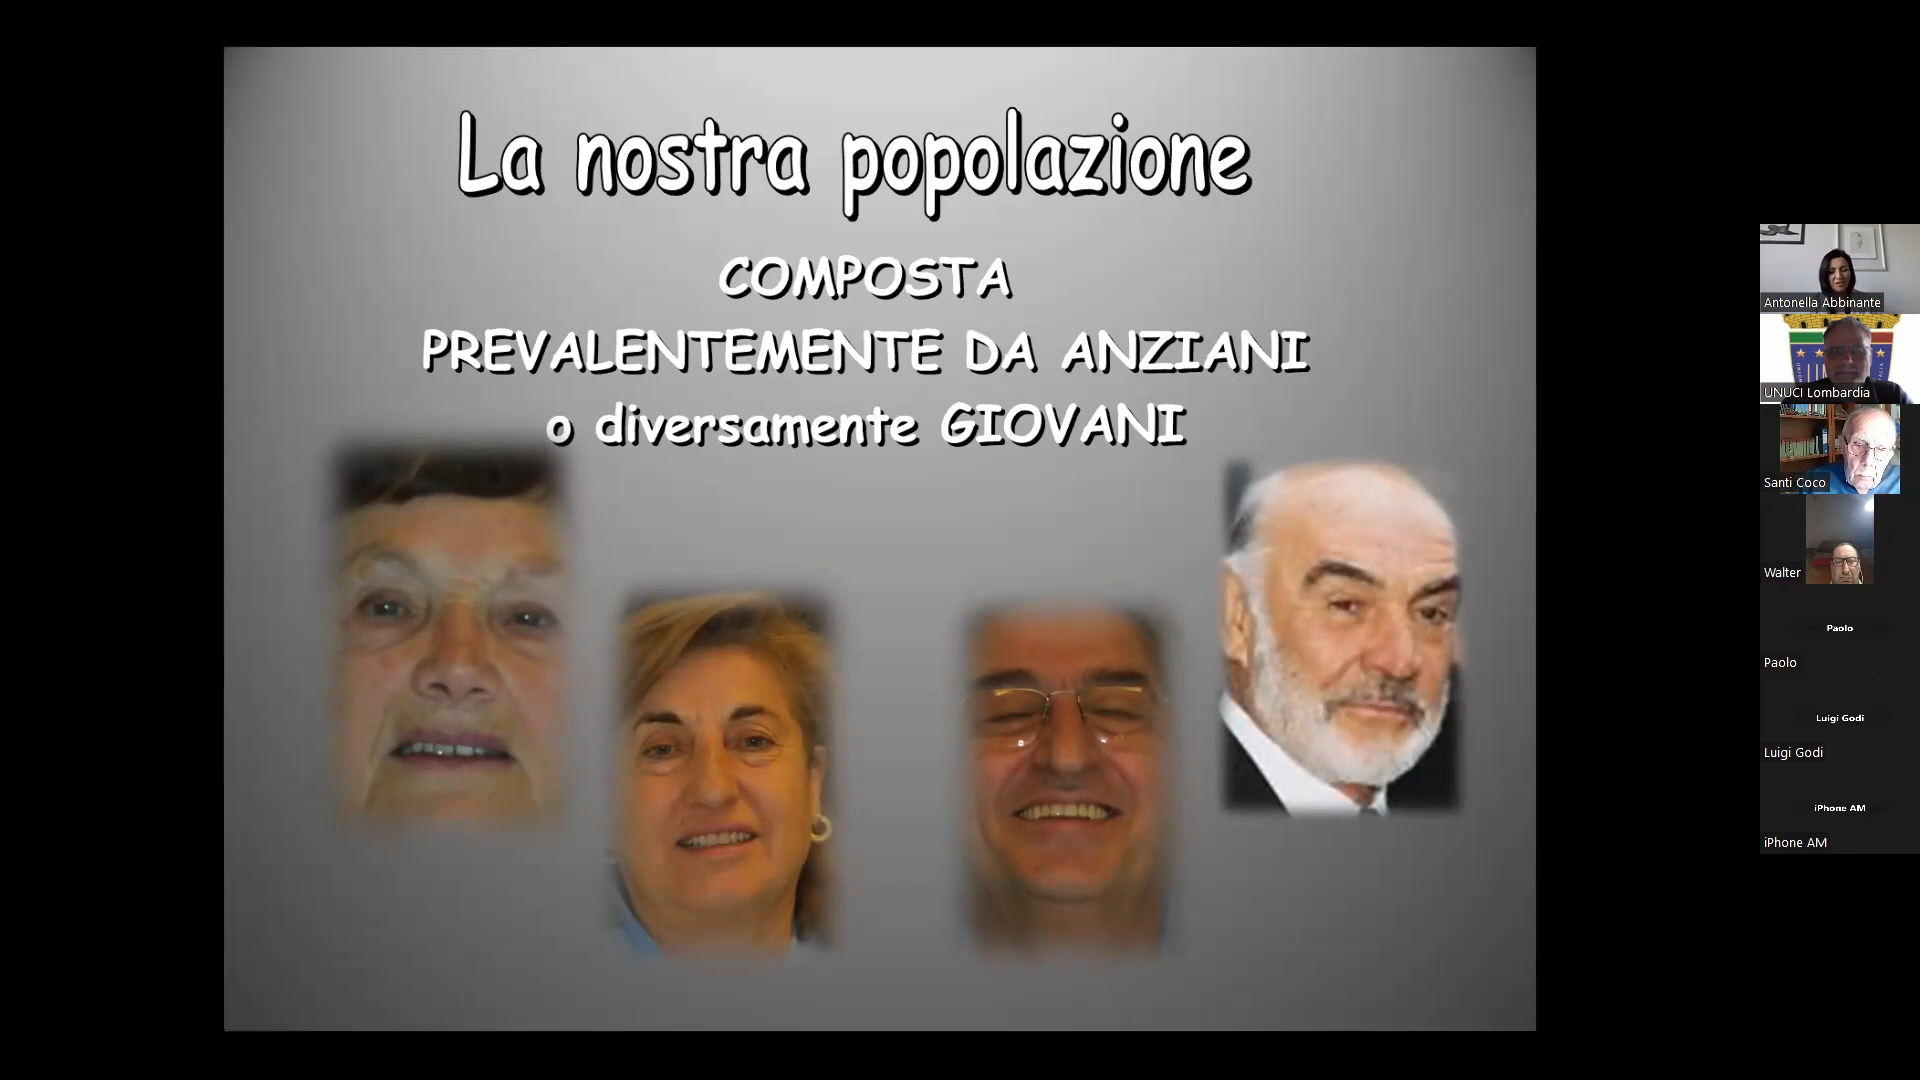 La nostra popolazione
COMPOSTA
PREVALENTEMENTE DA ANZIANI
o diversamente GIOVANI
Antonella Abbinante
UNUCI Lombardia
Santi Coco
Walter
Paolo
Paolo
Luigi Godi
Luigi Godi
iPhone AM
iPhone AM